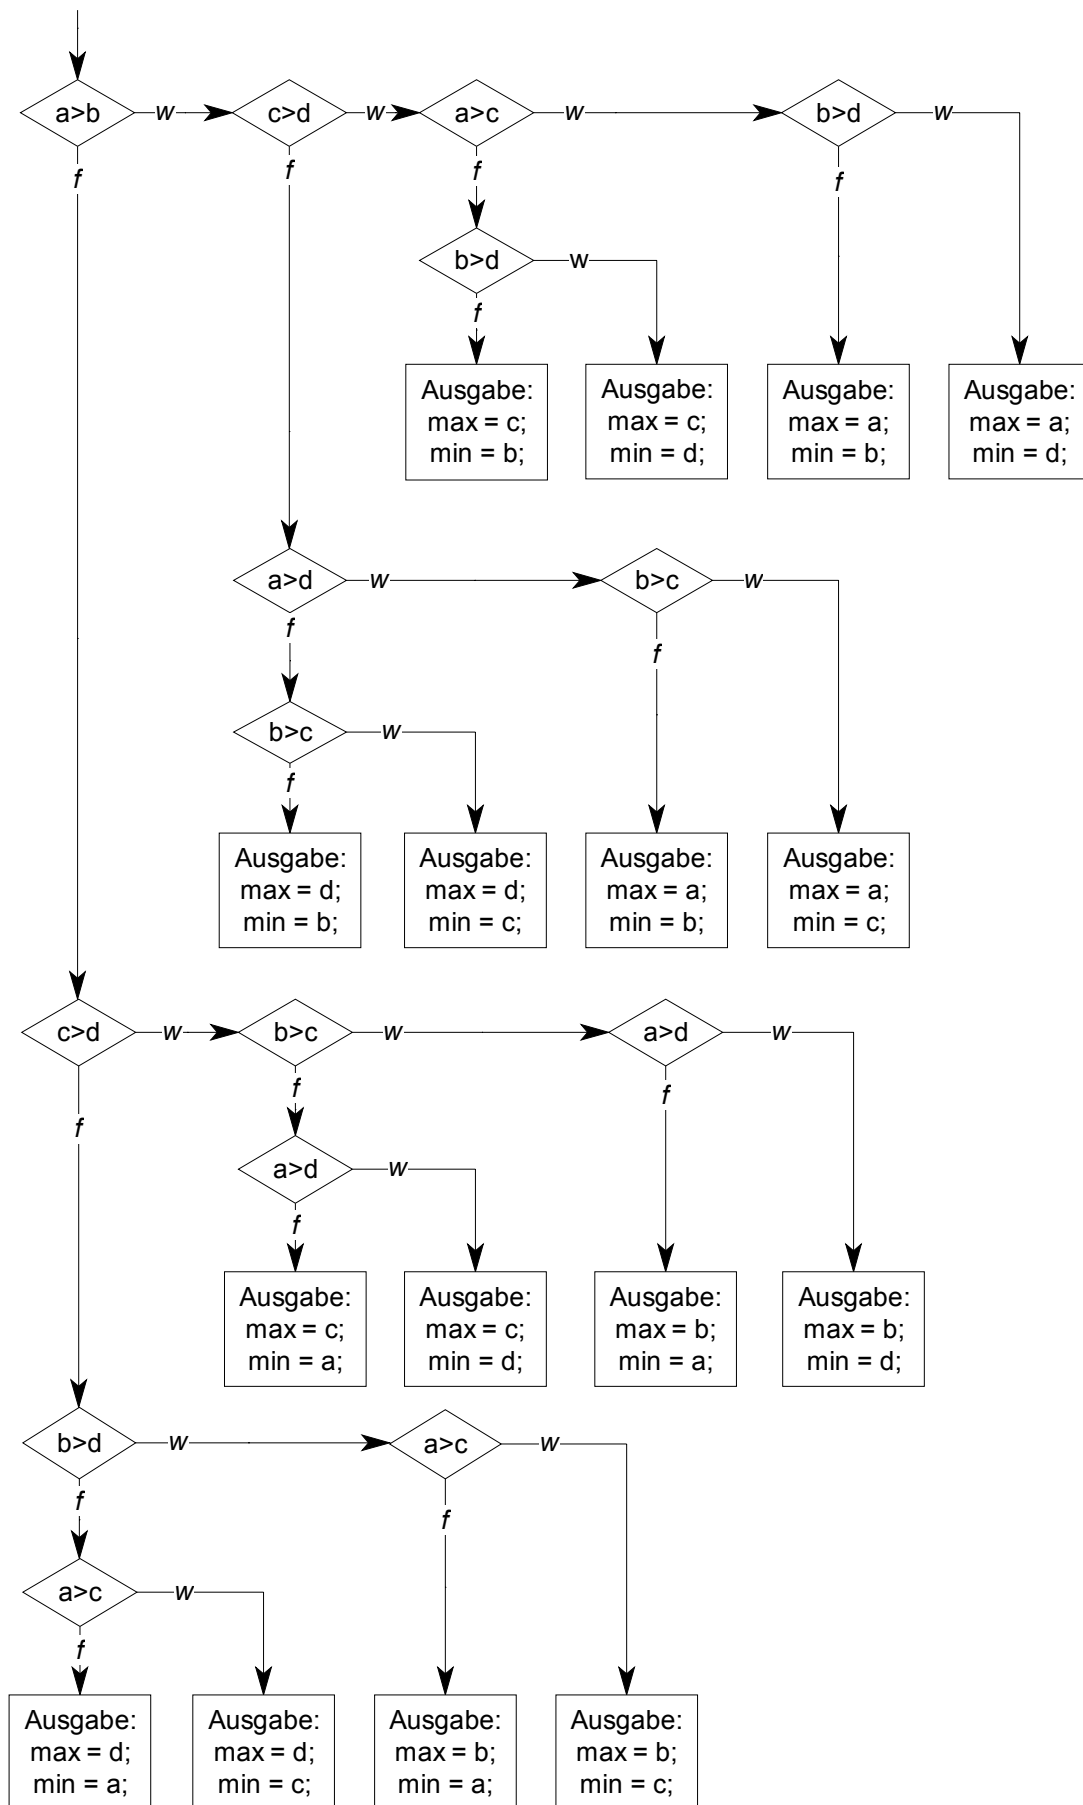 a>b
w
c>d
w
a>c
w
b>d
w
f
f
f
f
b>d
w
f
Ausgabe:
max = c;
min = b;
Ausgabe:
max = c;
min = d;
Ausgabe:
max = a;
min = b;
Ausgabe:
max = a;
min = d;
a>d
w
b>c
w
f
f
b>c
w
f
Ausgabe:
max = d;
min = b;
Ausgabe:
max = d;
min = c;
Ausgabe:
max = a;
min = b;
Ausgabe:
max = a;
min = c;
c>d
w
b>c
w
a>d
w
f
f
f
a>d
w
f
Ausgabe:
max = c;
min = a;
Ausgabe:
max = c;
min = d;
Ausgabe:
max = b;
min = a;
Ausgabe:
max = b;
min = d;
b>d
w
a>c
w
f
f
a>c
w
f
Ausgabe:
max = d;
min = a;
Ausgabe:
max = d;
min = c;
Ausgabe:
max = b;
min = a;
Ausgabe:
max = b;
min = c;